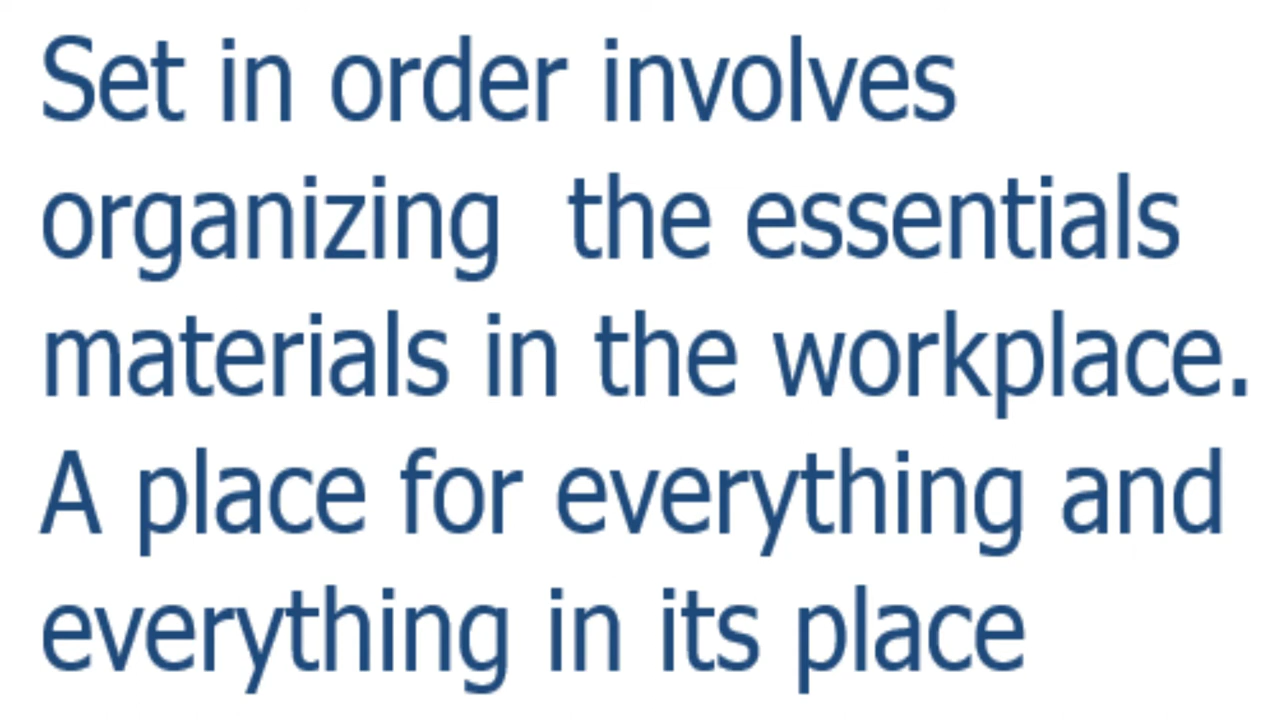 Set in order involves
organizing  the essentials
materials in the workplace.
A place for everything and
everything in its place